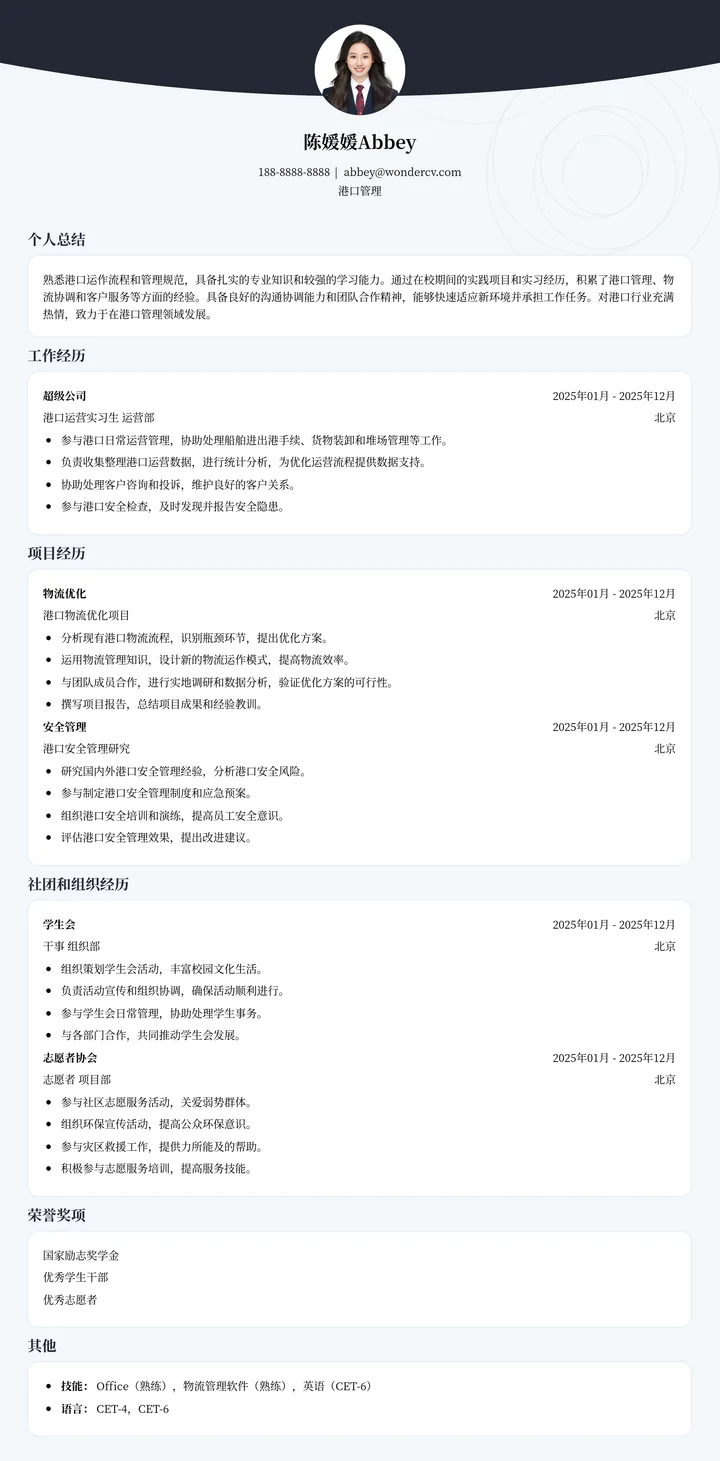 陈媛媛Abbey
188-8888-8888 | abbey@wondercv.com
港口管理
个人总结
熟悉港口运作流程和管理规范，具备扎实的专业知识和较强的学习能力。通过在校期间的实践项目和实习经历，积累了港口管理、物
流协调和客户服务等方面的经验。具备良好的沟通协调能力和团队合作精神，能够快速适应新环境并承担工作任务。对港口行业充满
热情，致力于在港口管理领域发展。
工作经历
超级公司 2025年01月 - 2025年12月
港口运营实习生 运营部 北京
• 参与港口日常运营管理，协助处理船舶进出港手续、货物装卸和堆场管理等工作。
• 负责收集整理港口运营数据，进行统计分析，为优化运营流程提供数据支持。
• 协助处理客户咨询和投诉，维护良好的客户关系。
• 参与港口安全检查，及时发现并报告安全隐患。
项目经历
物流优化 2025年01月 - 2025年12月
港口物流优化项目 北京
• 分析现有港口物流流程，识别瓶颈环节，提出优化方案。
• 运用物流管理知识，设计新的物流运作模式，提高物流效率。
• 与团队成员合作，进行实地调研和数据分析，验证优化方案的可行性。
• 撰写项目报告，总结项目成果和经验教训。
安全管理 2025年01月 - 2025年12月
港口安全管理研究 北京
• 研究国内外港口安全管理经验，分析港口安全风险。
• 参与制定港口安全管理制度和应急预案。
• 组织港口安全培训和演练，提高员工安全意识。
• 评估港口安全管理效果，提出改进建议。
社团和组织经历
学生会 2025年01月 - 2025年12月
干事 组织部 北京
• 组织策划学生会活动，丰富校园文化生活。
• 负责活动宣传和组织协调，确保活动顺利进行。
• 参与学生会日常管理，协助处理学生事务。
• 与各部门合作，共同推动学生会发展。
志愿者协会 2025年01月 - 2025年12月
志愿者 项目部 北京
• 参与社区志愿服务活动，关爱弱势群体。
• 组织环保宣传活动，提高公众环保意识。
• 参与灾区救援工作，提供力所能及的帮助。
• 积极参与志愿服务培训，提高服务技能。
荣誉奖项
国家励志奖学金
优秀学生干部
优秀志愿者
其他
• 技能： Office（熟练），物流管理软件（熟练），英语（CET-6）
• 语言： CET-4，CET-6